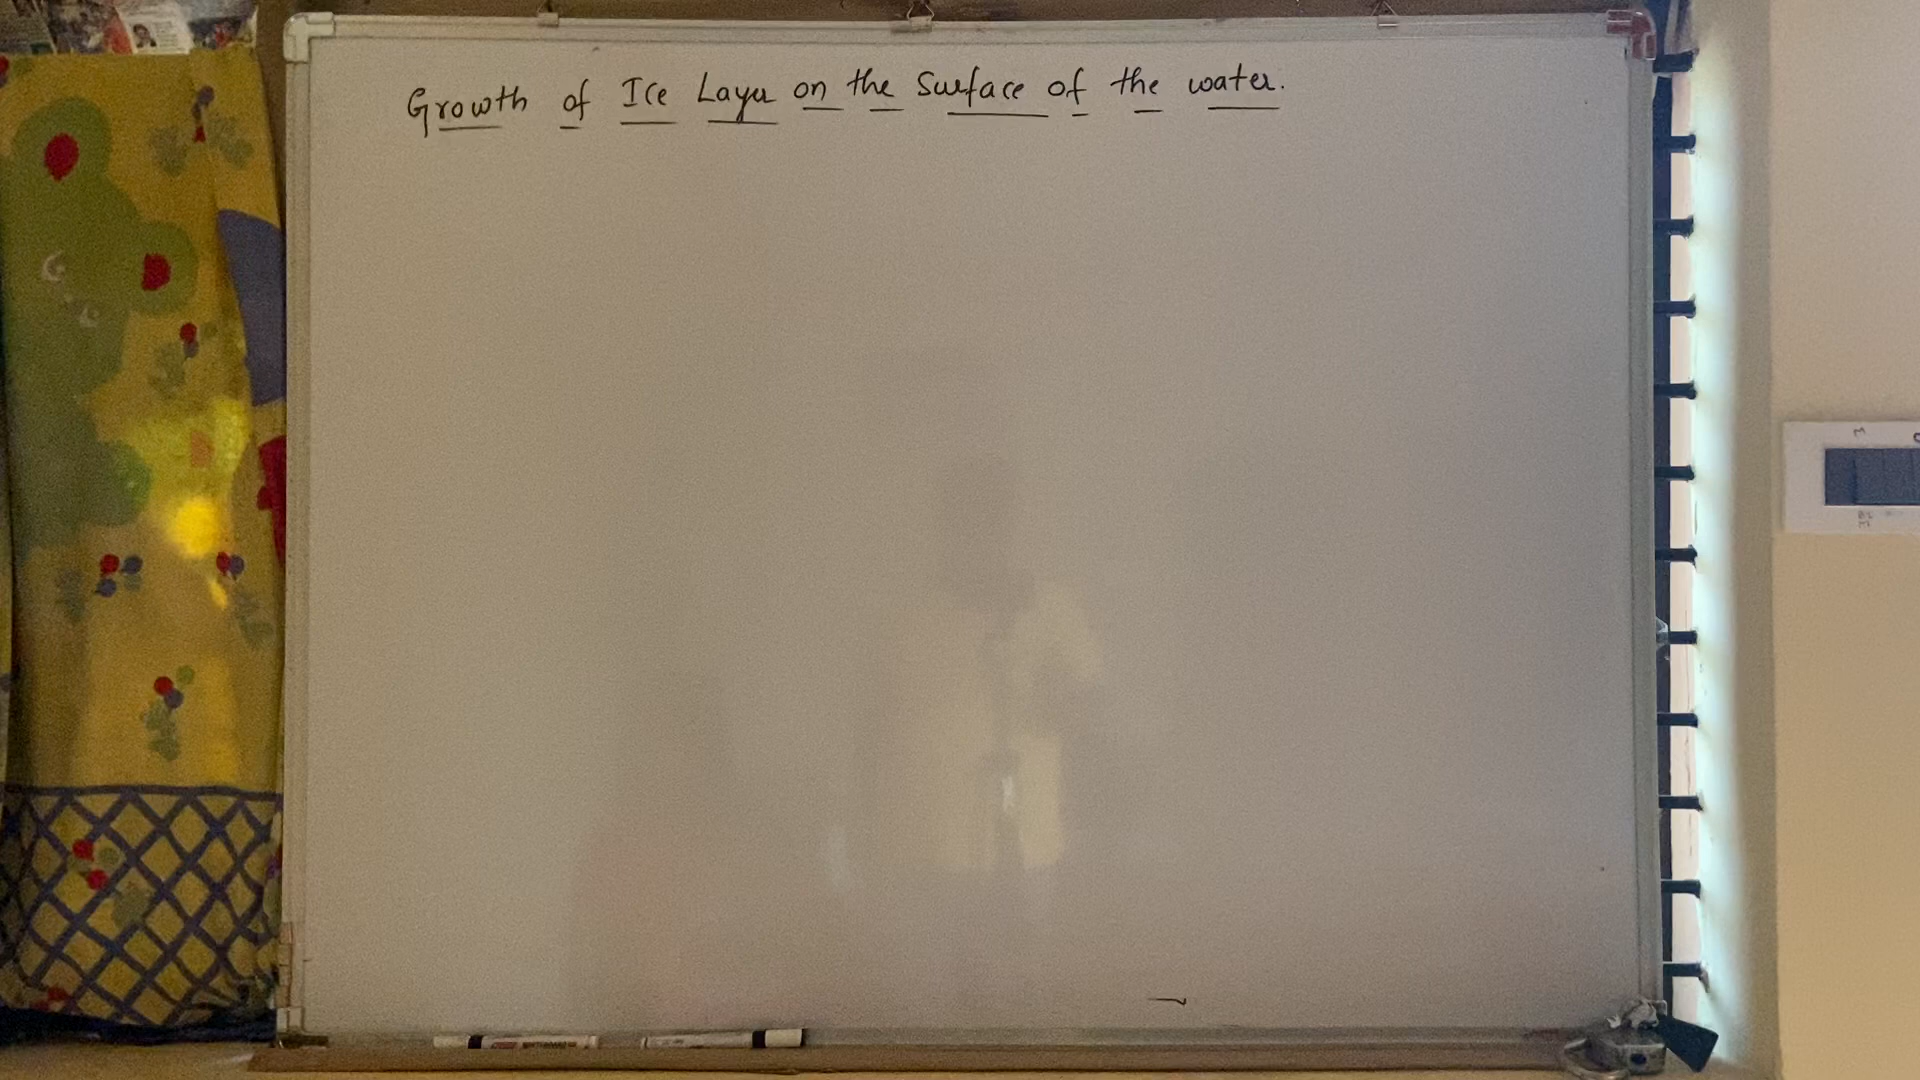 Growth of Ice Layer on the Surface of the water.